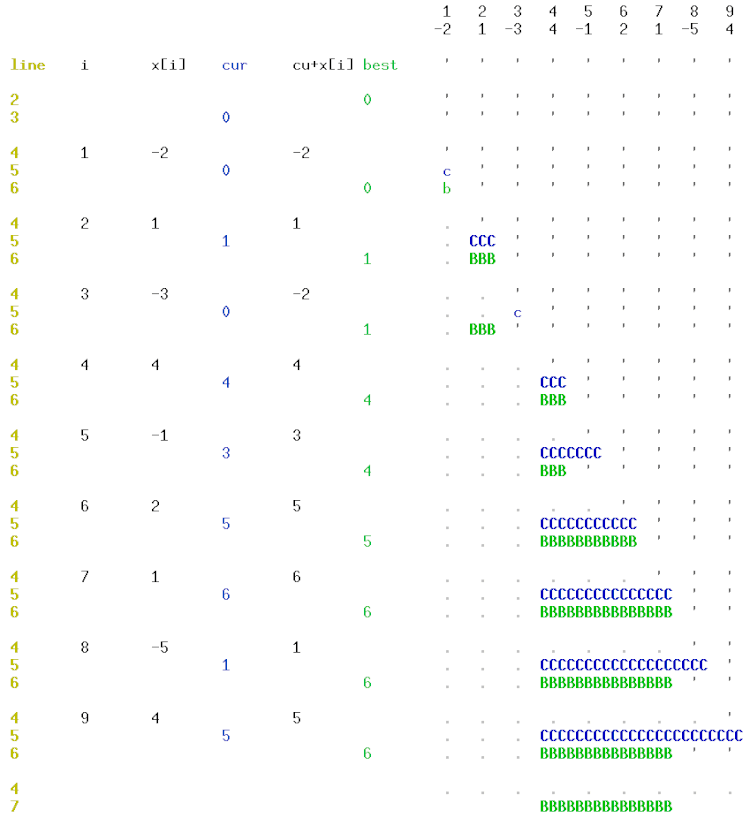 1 2 3 4 5 6 7 8 9
-2 1 -3 4 -1 2 1 -5 4
line i x[i] cur cu+x[i] best ' ' ' ' ' ' ' ' '
2 0 ' ' ' ' ' ' ' ' '
3 0 ' ' ' ' ' ' ' ' '
4 1 -2 -2 ' ' ' ' ' ' ' ' '
5 0 c ' ' ' ' ' ' ' '
6 0 b ' ' ' ' ' ' ' '
4 2 1 1 . ' ' ' ' ' ' ' '
5 1 . CCC ' ' ' ' ' ' '
6 1 . BBB ' ' ' ' ' ' '
4 3 -3 -2 . . ' ' ' ' ' ' '
5 0 . . c ' ' ' ' ' '
6 1 . BBB ' ' ' ' ' ' '
4 4 4 4 . . . ' ' ' ' ' '
5 4 . . . CCC ' ' ' ' '
6 4 . . . BBB ' ' ' ' '
4 5 -1 3 . . . . ' ' ' ' '
5 3 . . . CCCCCCC ' ' ' '
6 4 . . . BBB ' ' ' ' '
4 6 2 5 . . . . . ' ' ' '
5 5 . . . CCCCCCCCCCC ' ' '
6 5 . . . BBBBBBBBBBB ' ' '
4 7 1 6 . . . . . . ' ' '
5 6 . . . CCCCCCCCCCCCCCC ' '
6 6 . . . BBBBBBBBBBBBBBB ' '
4 8 -5 1 . . . . . . . ' '
5 1 . . . CCCCCCCCCCCCCCCCCCC '
6 6 . . . BBBBBBBBBBBBBBB ' '
4 9 4 5 . . . . . . . . '
5 5 . . . CCCCCCCCCCCCCCCCCCCCCCC
6 6 . . . BBBBBBBBBBBBBBB ' '
4 . . . . . . . . .
7 BBBBBBBBBBBBBBB